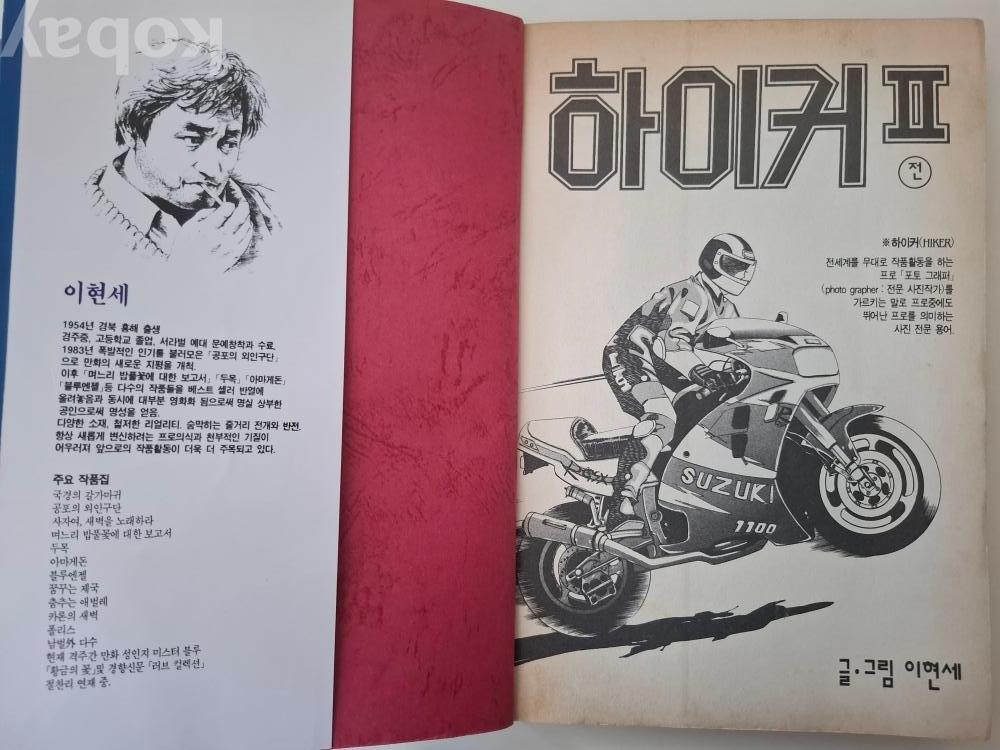 kobay
이현세
1954년 경북 흥해 출생
경주중, 고등학교 졸업, 서라벌 예대 문예창작과 수료,
1983년 폭발적인 인기를 불러모은 「공포의 외인구단」
으로 만화의 새로운 지평을 개척.
이후 「며느리 밥풀꽃에 대한 보고서」「두목」「아마게돈」
「블루엔젤」등 다수의 작품들을 베스트 셀러 반열에
올려놓음과 동시에 대부분 영화화 됨으로써 명실 상부한
공인으로써 명성을 얻음.
다양한 소재, 철저한 리얼리티. 숨막히는 줄거리 전개와 반전.
항상 새롭게 변신하려는 프로의식과 천부적인 기질이
어우러져 앞으로의 작품활동이 더욱 더 주목되고 있다.
주요 작품집
국경의 갈가마귀
공포의 외인구단
사자여, 새벽을 노래하라
며느리 밥풀꽃에 대한 보고서
두목
아마게돈
블루엔젤
꿈꾸는 제국
춤추는 애벌레
카론의 새벽
폴리스
남벌外 다수
현재 격주간 만화 성인지 미스터 블루
「황금의 꽃」및 경향신문 「러브 컬렉션」
절찬리 연재 중.
하이커 II
전
※하이커(HIKER)
전세계를 무대로 작품활동을 하는
프로 「포토 그래퍼」
(photo grapher : 전문 사진작가)를
가르키는 말로 프로중에도
뛰어난 프로를 의미하는
사진 전문 용어.
SUZUKI
1100
글·그림 이현세